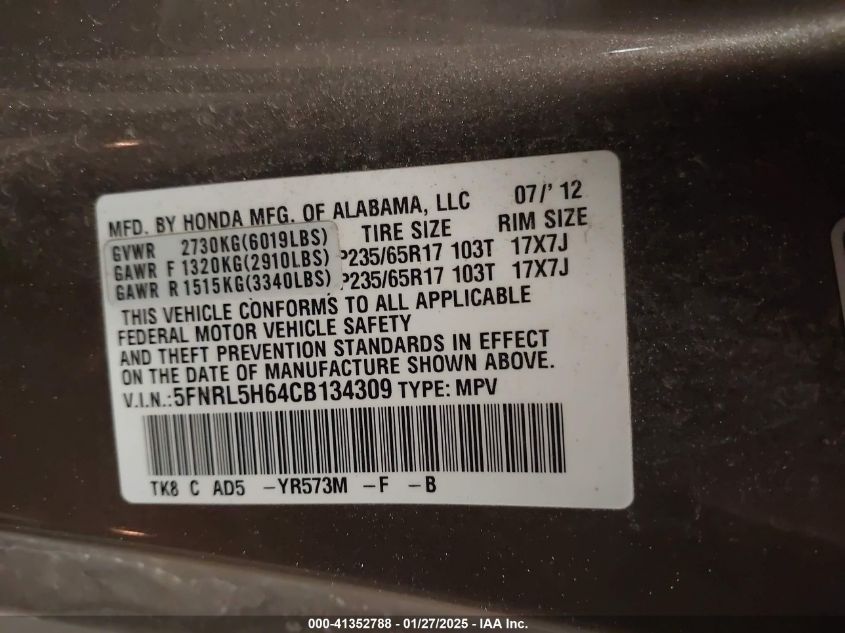 MFD. BY HONDA MFG. OF ALABAMA, LLC 07/' 12
GVWR 2730KG(6019LBS) TIRE SIZE RIM SIZE
GAWR F 1320KG(2910LBS) P235/65R17 103T 17X7J
GAWR R 1515KG(3340LBS) P235/65R17 103T 17X7J
THIS VEHICLE CONFORMS TO ALL APPLICABLE
FEDERAL MOTOR VEHICLE SAFETY
AND THEFT PREVENTION STANDARDS IN EFFECT
ON THE DATE OF MANUFACTURE SHOWN ABOVE.
V.I.N.:5FNRL5H64CB134309 TYPE: MPV
TK8 C AD5 -YR573M -F -B
000-41352788 - 01/27/2025 - IAA Inc.